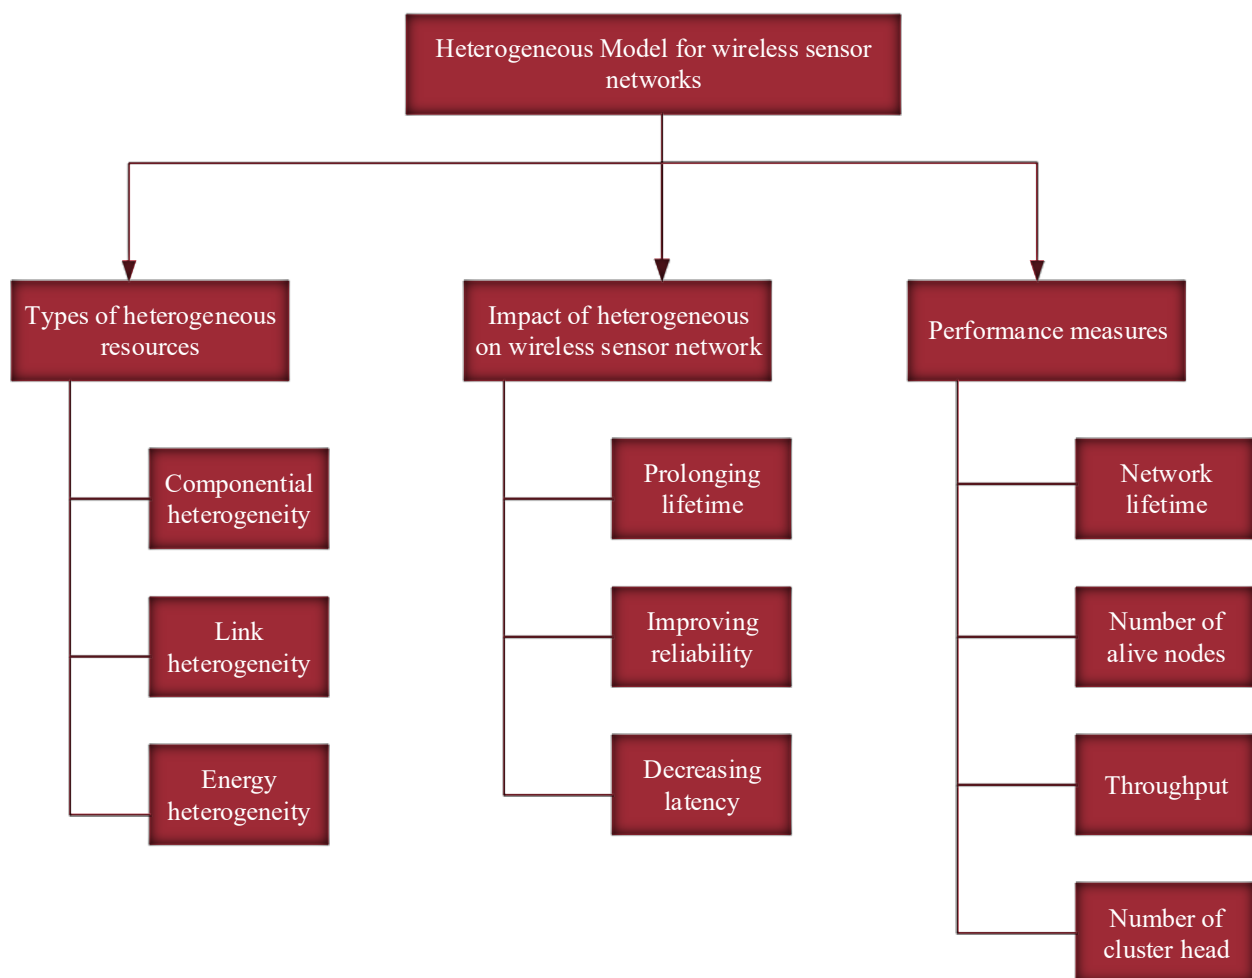 Heterogeneous Model for wireless sensor
networks
Types of heterogeneous
resources
Componential
heterogeneity
Link
heterogeneity
Energy
heterogeneity
Impact of heterogeneous
on wireless sensor network
Prolonging
lifetime
Improving
reliability
Decreasing
latency
Performance measures
Network
lifetime
Number of
alive nodes
Throughput
Number of
cluster head